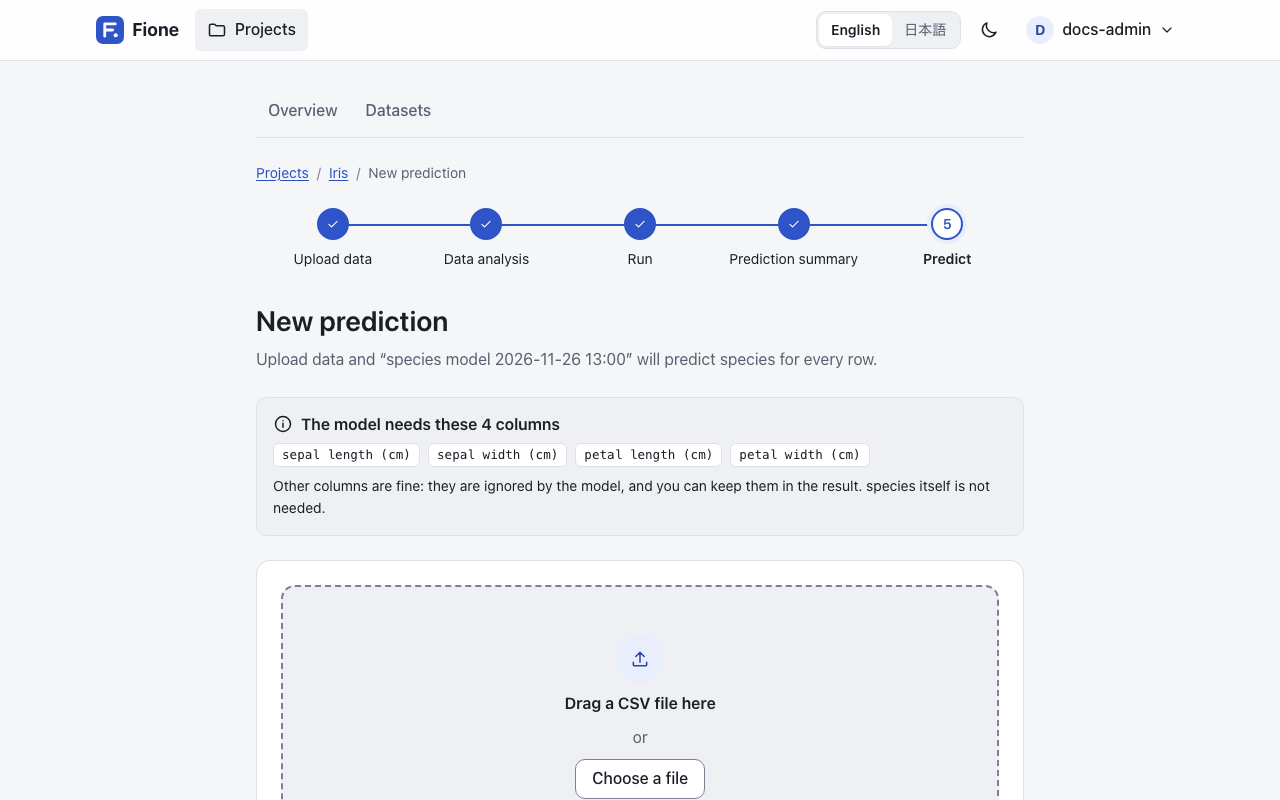 Fione
Projects
English
日本語
D
docs-admin
Overview
Datasets
Projects / Iris / New prediction
5
Upload data
Data analysis
Run
Prediction summary
Predict
New prediction
Upload data and “species model 2026-11-26 13:00” will predict species for every row.
The model needs these 4 columns
sepal length (cm)
sepal width (cm)
petal length (cm)
petal width (cm)
Other columns are fine: they are ignored by the model, and you can keep them in the result. species itself is not
needed.
Drag a CSV file here
or
Choose a file